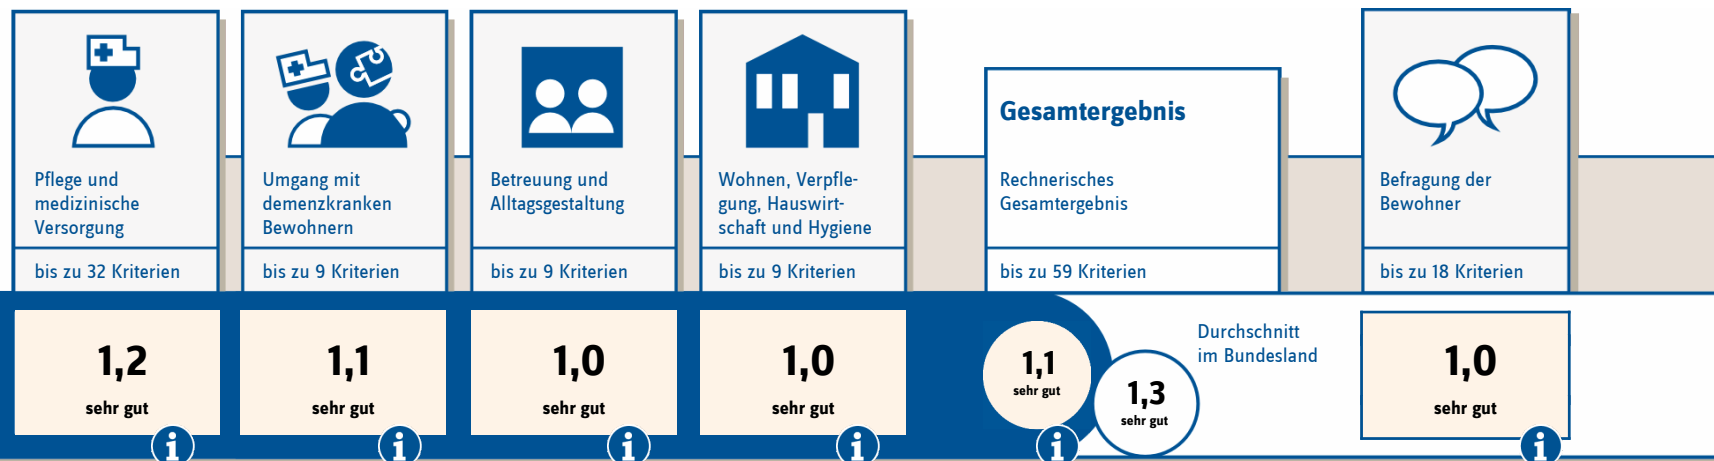 Pflege und
medizinische
Versorgung
bis zu 32 Kriterien
1,2
sehr gut
Umgang mit
demenzkranken
Bewohnern
bis zu 9 Kriterien
1,1
sehr gut
Betreuung und
Alltagsgestaltung
bis zu 9 Kriterien
1,0
sehr gut
Wohnen, Verpfle-
gung, Hauswirt-
schaft und Hygiene
bis zu 9 Kriterien
1,0
sehr gut
Gesamtergebnis
Rechnerisches
Gesamtergebnis
bis zu 59 Kriterien
1,1
sehr gut
1,3
sehr gut
Durchschnitt
im Bundesland
Befragung der
Bewohner
bis zu 18 Kriterien
1,0
sehr gut